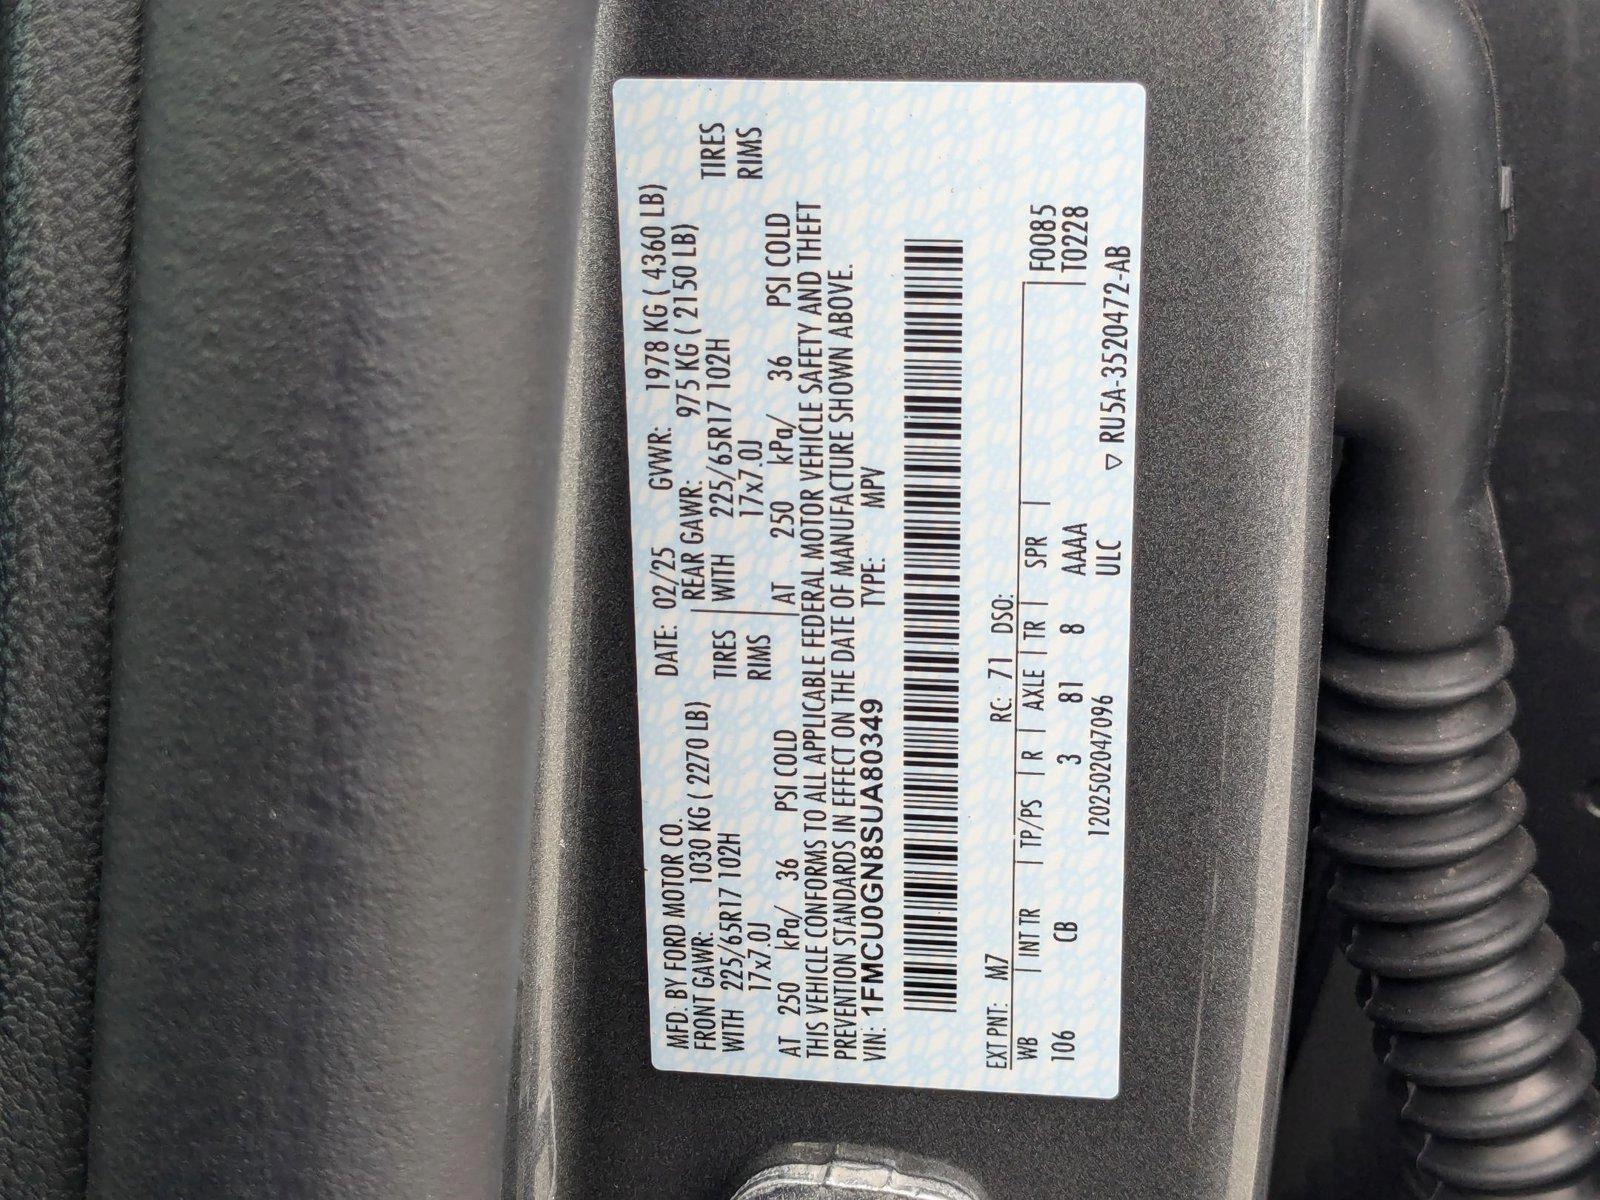 MFD. BY FORD MOTOR CO. DATE: 02/25 GVWR: 1978 KG ( 4360 LB)
FRONT GAWR: 1030 KG ( 2270 LB) REAR GAWR: 975 KG ( 2150 LB)
WITH 225/65R17 102H TIRES WITH 225/65R17 102H TIRES
17x7.0J RIMS 17x7.0J RIMS
AT 250 kPa/ 36 PSI COLD AT 250 kPa/ 36 PSI COLD
THIS VEHICLE CONFORMS TO ALL APPLICABLE FEDERAL MOTOR VEHICLE SAFETY AND THEFT
PREVENTION STANDARDS IN EFFECT ON THE DATE OF MANUFACTURE SHOWN ABOVE.
VIN: 1FMCU0GN8SUA80349 TYPE: MPV
EXT PNT: M7 RC: 71 DSO:
WB | INT TR | TP/PS | R | AXLE | TR | SPR | F0085
106 CB 3 81 8 AAAA T0228
ULC
1202502047096 ▽ RU5A-3520472-AB